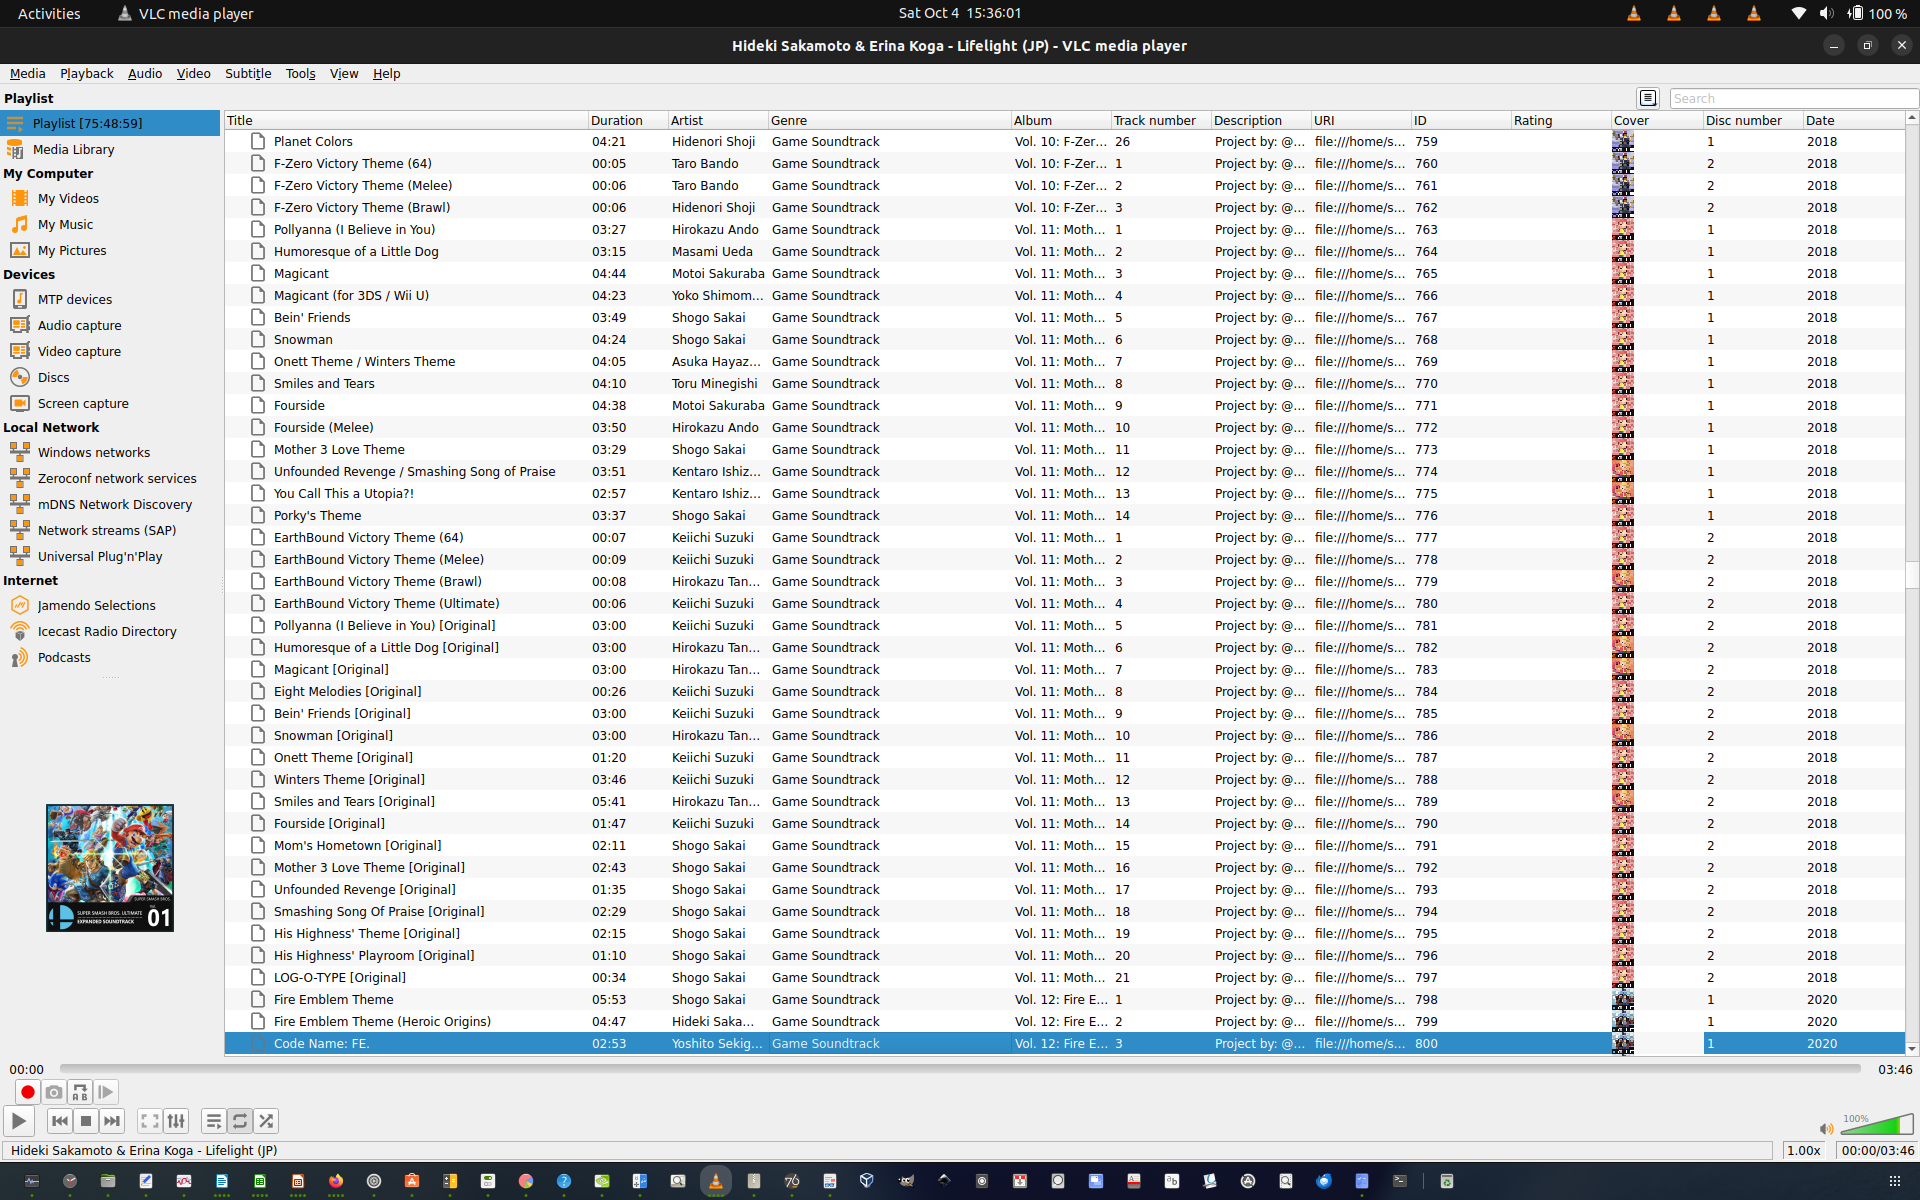 Activities VLC media player Sat Oct 4 15:36:01 100 %
Hideki Sakamoto & Erina Koga - Lifelight (JP) - VLC media player
Media Playback Audio Video Subtitle Tools View Help
Playlist
Search
Playlist [75:48:59]
Media Library
My Computer
My Videos
My Music
My Pictures
Devices
MTP devices
Audio capture
Video capture
Discs
Screen capture
Local Network
Windows networks
Zeroconf network services
mDNS Network Discovery
Network streams (SAP)
Universal Plug'n'Play
Internet
Jamendo Selections
Icecast Radio Directory
Podcasts
SUPER SMASH BROS. ULTIMATE
EXPANDED SOUNDTRACK
01
Title Duration Artist Genre Album Track number Description URI ID Rating Cover Disc number Date
Planet Colors 04:21 Hidenori Shoji Game Soundtrack Vol. 10: F-Zer... 26 Project by: @... file:///home/s... 759 1 2018
F-Zero Victory Theme (64) 00:05 Taro Bando Game Soundtrack Vol. 10: F-Zer... 1 Project by: @... file:///home/s... 760 2 2018
F-Zero Victory Theme (Melee) 00:06 Taro Bando Game Soundtrack Vol. 10: F-Zer... 2 Project by: @... file:///home/s... 761 2 2018
F-Zero Victory Theme (Brawl) 00:06 Hidenori Shoji Game Soundtrack Vol. 10: F-Zer... 3 Project by: @... file:///home/s... 762 2 2018
Pollyanna (I Believe in You) 03:27 Hirokazu Ando Game Soundtrack Vol. 11: Moth... 1 Project by: @... file:///home/s... 763 1 2018
Humoresque of a Little Dog 03:15 Masami Ueda Game Soundtrack Vol. 11: Moth... 2 Project by: @... file:///home/s... 764 1 2018
Magicant 04:44 Motoi Sakuraba Game Soundtrack Vol. 11: Moth... 3 Project by: @... file:///home/s... 765 1 2018
Magicant (for 3DS / Wii U) 04:23 Yoko Shimom... Game Soundtrack Vol. 11: Moth... 4 Project by: @... file:///home/s... 766 1 2018
Bein' Friends 03:49 Shogo Sakai Game Soundtrack Vol. 11: Moth... 5 Project by: @... file:///home/s... 767 1 2018
Snowman 04:24 Shogo Sakai Game Soundtrack Vol. 11: Moth... 6 Project by: @... file:///home/s... 768 1 2018
Onett Theme / Winters Theme 04:05 Asuka Hayaz... Game Soundtrack Vol. 11: Moth... 7 Project by: @... file:///home/s... 769 1 2018
Smiles and Tears 04:10 Toru Minegishi Game Soundtrack Vol. 11: Moth... 8 Project by: @... file:///home/s... 770 1 2018
Fourside 04:38 Motoi Sakuraba Game Soundtrack Vol. 11: Moth... 9 Project by: @... file:///home/s... 771 1 2018
Fourside (Melee) 03:50 Hirokazu Ando Game Soundtrack Vol. 11: Moth... 10 Project by: @... file:///home/s... 772 1 2018
Mother 3 Love Theme 03:29 Shogo Sakai Game Soundtrack Vol. 11: Moth... 11 Project by: @... file:///home/s... 773 1 2018
Unfounded Revenge / Smashing Song of Praise 03:51 Kentaro Ishiz... Game Soundtrack Vol. 11: Moth... 12 Project by: @... file:///home/s... 774 1 2018
You Call This a Utopia?! 02:57 Kentaro Ishiz... Game Soundtrack Vol. 11: Moth... 13 Project by: @... file:///home/s... 775 1 2018
Porky's Theme 03:37 Shogo Sakai Game Soundtrack Vol. 11: Moth... 14 Project by: @... file:///home/s... 776 1 2018
EarthBound Victory Theme (64) 00:07 Keiichi Suzuki Game Soundtrack Vol. 11: Moth... 1 Project by: @... file:///home/s... 777 2 2018
EarthBound Victory Theme (Melee) 00:09 Keiichi Suzuki Game Soundtrack Vol. 11: Moth... 2 Project by: @... file:///home/s... 778 2 2018
EarthBound Victory Theme (Brawl) 00:08 Hirokazu Tan... Game Soundtrack Vol. 11: Moth... 3 Project by: @... file:///home/s... 779 2 2018
EarthBound Victory Theme (Ultimate) 00:06 Keiichi Suzuki Game Soundtrack Vol. 11: Moth... 4 Project by: @... file:///home/s... 780 2 2018
Pollyanna (I Believe in You) [Original] 03:00 Keiichi Suzuki Game Soundtrack Vol. 11: Moth... 5 Project by: @... file:///home/s... 781 2 2018
Humoresque of a Little Dog [Original] 03:00 Hirokazu Tan... Game Soundtrack Vol. 11: Moth... 6 Project by: @... file:///home/s... 782 2 2018
Magicant [Original] 03:00 Hirokazu Tan... Game Soundtrack Vol. 11: Moth... 7 Project by: @... file:///home/s... 783 2 2018
Eight Melodies [Original] 00:26 Keiichi Suzuki Game Soundtrack Vol. 11: Moth... 8 Project by: @... file:///home/s... 784 2 2018
Bein' Friends [Original] 03:00 Keiichi Suzuki Game Soundtrack Vol. 11: Moth... 9 Project by: @... file:///home/s... 785 2 2018
Snowman [Original] 03:00 Hirokazu Tan... Game Soundtrack Vol. 11: Moth... 10 Project by: @... file:///home/s... 786 2 2018
Onett Theme [Original] 01:20 Keiichi Suzuki Game Soundtrack Vol. 11: Moth... 11 Project by: @... file:///home/s... 787 2 2018
Winters Theme [Original] 03:46 Keiichi Suzuki Game Soundtrack Vol. 11: Moth... 12 Project by: @... file:///home/s... 788 2 2018
Smiles and Tears [Original] 05:41 Hirokazu Tan... Game Soundtrack Vol. 11: Moth... 13 Project by: @... file:///home/s... 789 2 2018
Fourside [Original] 01:47 Keiichi Suzuki Game Soundtrack Vol. 11: Moth... 14 Project by: @... file:///home/s... 790 2 2018
Mom's Hometown [Original] 02:11 Shogo Sakai Game Soundtrack Vol. 11: Moth... 15 Project by: @... file:///home/s... 791 2 2018
Mother 3 Love Theme [Original] 02:43 Shogo Sakai Game Soundtrack Vol. 11: Moth... 16 Project by: @... file:///home/s... 792 2 2018
Unfounded Revenge [Original] 01:35 Shogo Sakai Game Soundtrack Vol. 11: Moth... 17 Project by: @... file:///home/s... 793 2 2018
Smashing Song Of Praise [Original] 02:29 Shogo Sakai Game Soundtrack Vol. 11: Moth... 18 Project by: @... file:///home/s... 794 2 2018
His Highness' Theme [Original] 02:15 Shogo Sakai Game Soundtrack Vol. 11: Moth... 19 Project by: @... file:///home/s... 795 2 2018
His Highness' Playroom [Original] 01:10 Shogo Sakai Game Soundtrack Vol. 11: Moth... 20 Project by: @... file:///home/s... 796 2 2018
LOG-O-TYPE [Original] 00:34 Shogo Sakai Game Soundtrack Vol. 11: Moth... 21 Project by: @... file:///home/s... 797 2 2018
Fire Emblem Theme 05:53 Shogo Sakai Game Soundtrack Vol. 12: Fire E... 1 Project by: @... file:///home/s... 798 1 2020
Fire Emblem Theme (Heroic Origins) 04:47 Hideki Saka... Game Soundtrack Vol. 12: Fire E... 2 Project by: @... file:///home/s... 799 1 2020
Code Name: FE. 02:53 Yoshito Sekig... Game Soundtrack Vol. 12: Fire E... 3 Project by: @... file:///home/s... 800 1 2020
00:00 03:46
100%
Hideki Sakamoto & Erina Koga - Lifelight (JP) 1.00x 00:00/03:46